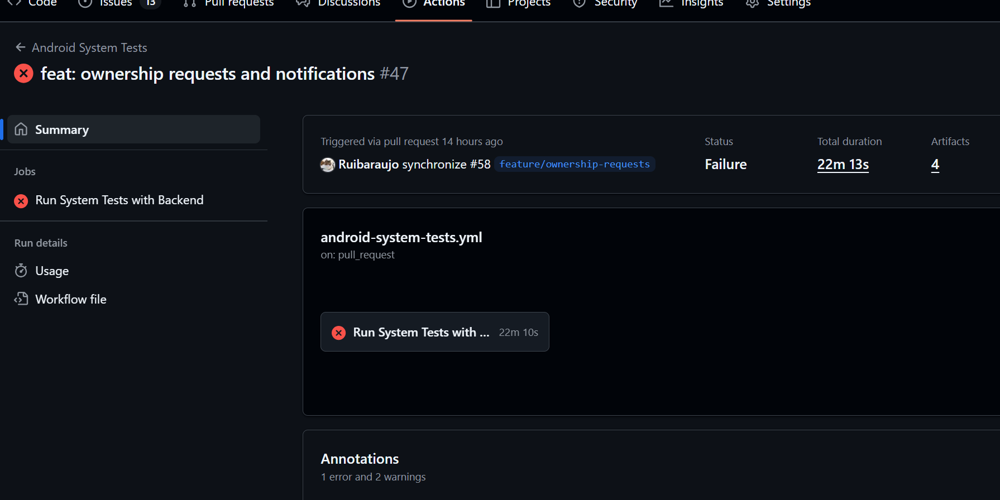 Code Issues 13 Pull requests Discussions Actions Projects Security Insights Settings
Android System Tests
feat: ownership requests and notifications #47
Summary
Jobs
Run System Tests with Backend
Run details
Usage
Workflow file
Triggered via pull request 14 hours ago
Ruibaraujo synchronize #58 feature/ownership-requests
Status
Failure
Total duration
22m 13s
Artifacts
4
android-system-tests.yml
on: pull_request
Run System Tests with ... 22m 10s
Annotations
1 error and 2 warnings